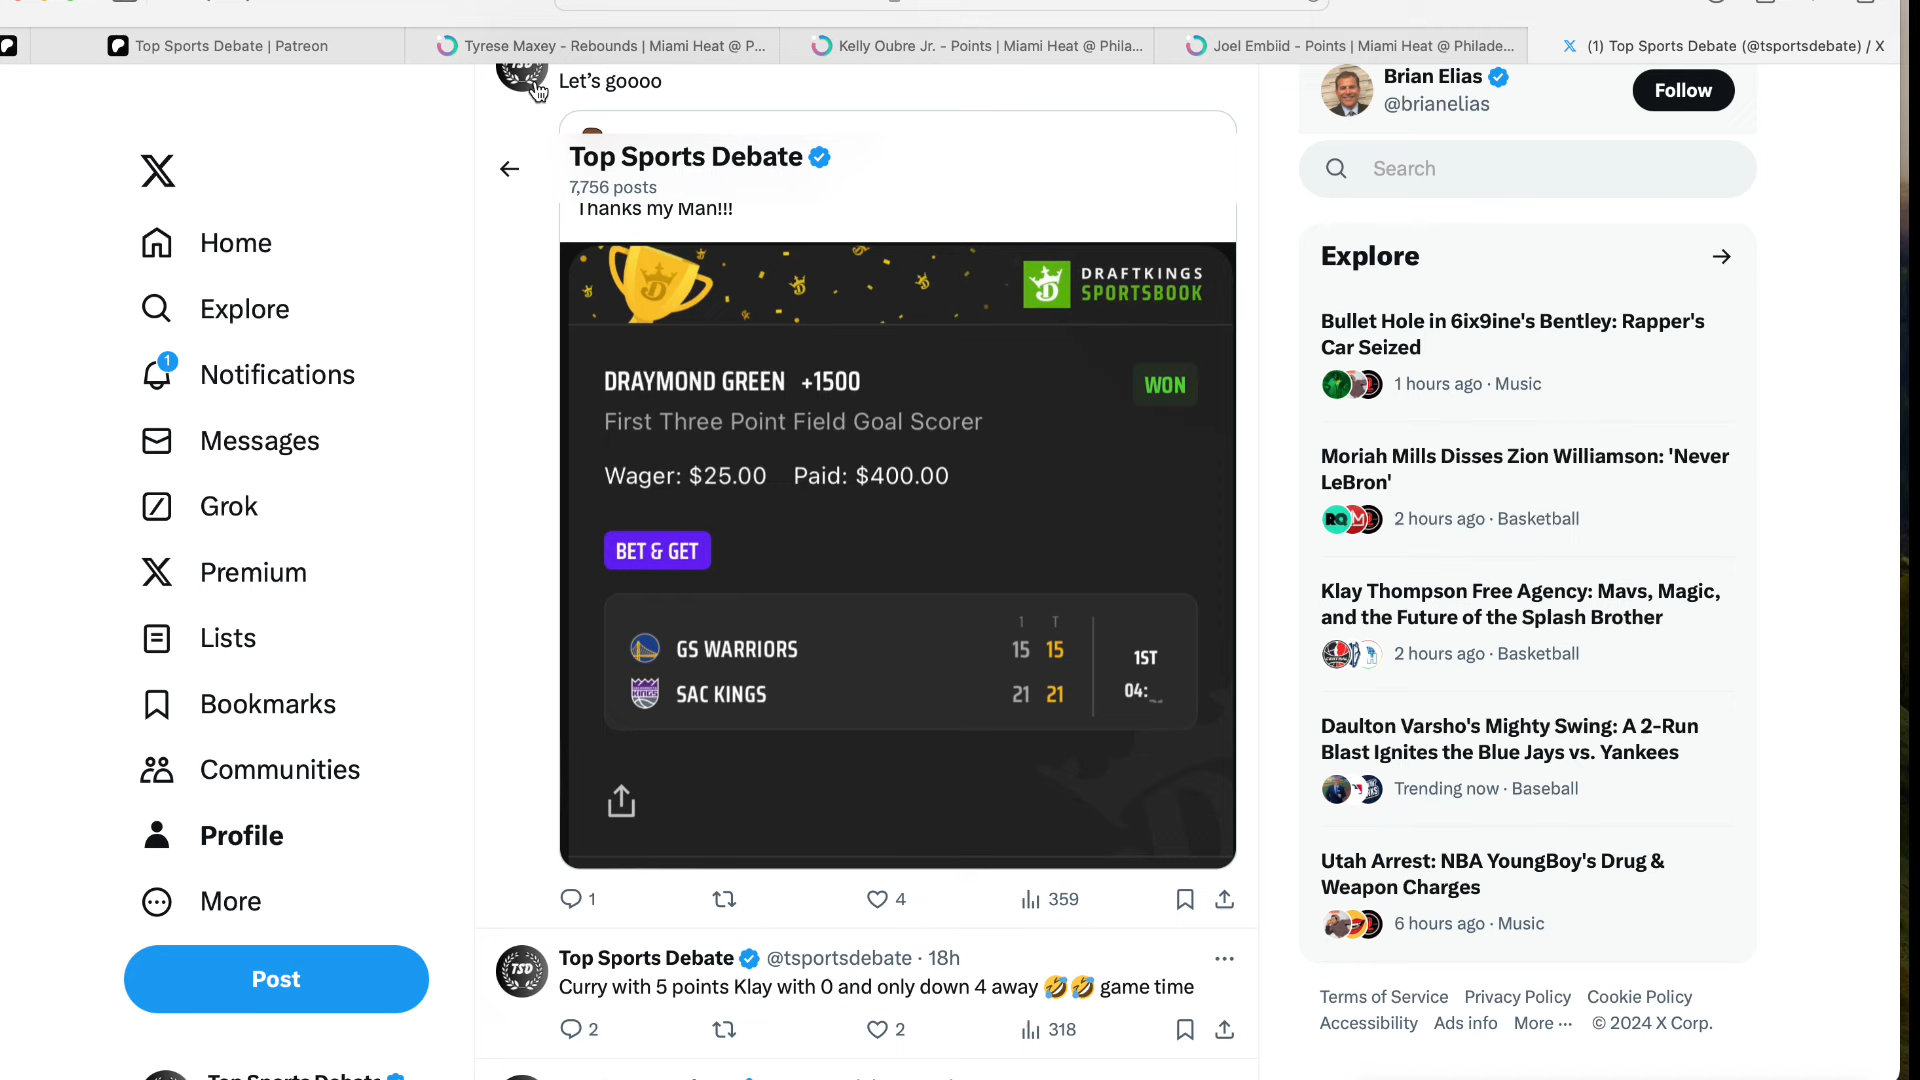 Top Sports Debate | Patreon
Tyrese Maxey - Rebounds | Miami Heat @ P...
Kelly Oubre Jr. - Points | Miami Heat @ Phila...
Joel Embiid - Points | Miami Heat @ Philade...
(1) Top Sports Debate (@tsportsdebate) / X
Home
Explore
1
Notifications
Messages
Grok
Premium
Lists
Bookmarks
Communities
Profile
More
Post
Top Sports Debate
TSD
Let's goooo
Top Sports Debate
7,756 posts
Thanks my Man!!!
DRAFTKINGS
SPORTSBOOK
DRAYMOND GREEN +1500
WON
First Three Point Field Goal Scorer
Wager: $25.00 Paid: $400.00
BET & GET
1 T
GS WARRIORS 15 15
1ST
SAC KINGS 21 21
04:
1 4 359
TSD
Top Sports Debate @tsportsdebate · 18h
Curry with 5 points Klay with 0 and only down 4 away 🤣🤣 game time
2 2 318
Brian Elias
@brianelias
Follow
Search
Explore
Bullet Hole in 6ix9ine's Bentley: Rapper's
Car Seized
1 hours ago · Music
Moriah Mills Disses Zion Williamson: 'Never
LeBron'
2 hours ago · Basketball
Klay Thompson Free Agency: Mavs, Magic,
and the Future of the Splash Brother
2 hours ago · Basketball
Daulton Varsho's Mighty Swing: A 2-Run
Blast Ignites the Blue Jays vs. Yankees
Trending now · Baseball
Utah Arrest: NBA YoungBoy's Drug &
Weapon Charges
6 hours ago · Music
Terms of Service Privacy Policy Cookie Policy
Accessibility Ads info More ··· © 2024 X Corp.